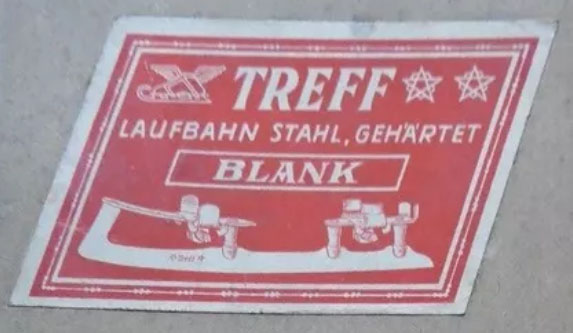 TREFF
LAUFBAHN STAHL, GEHÄRTET
BLANK